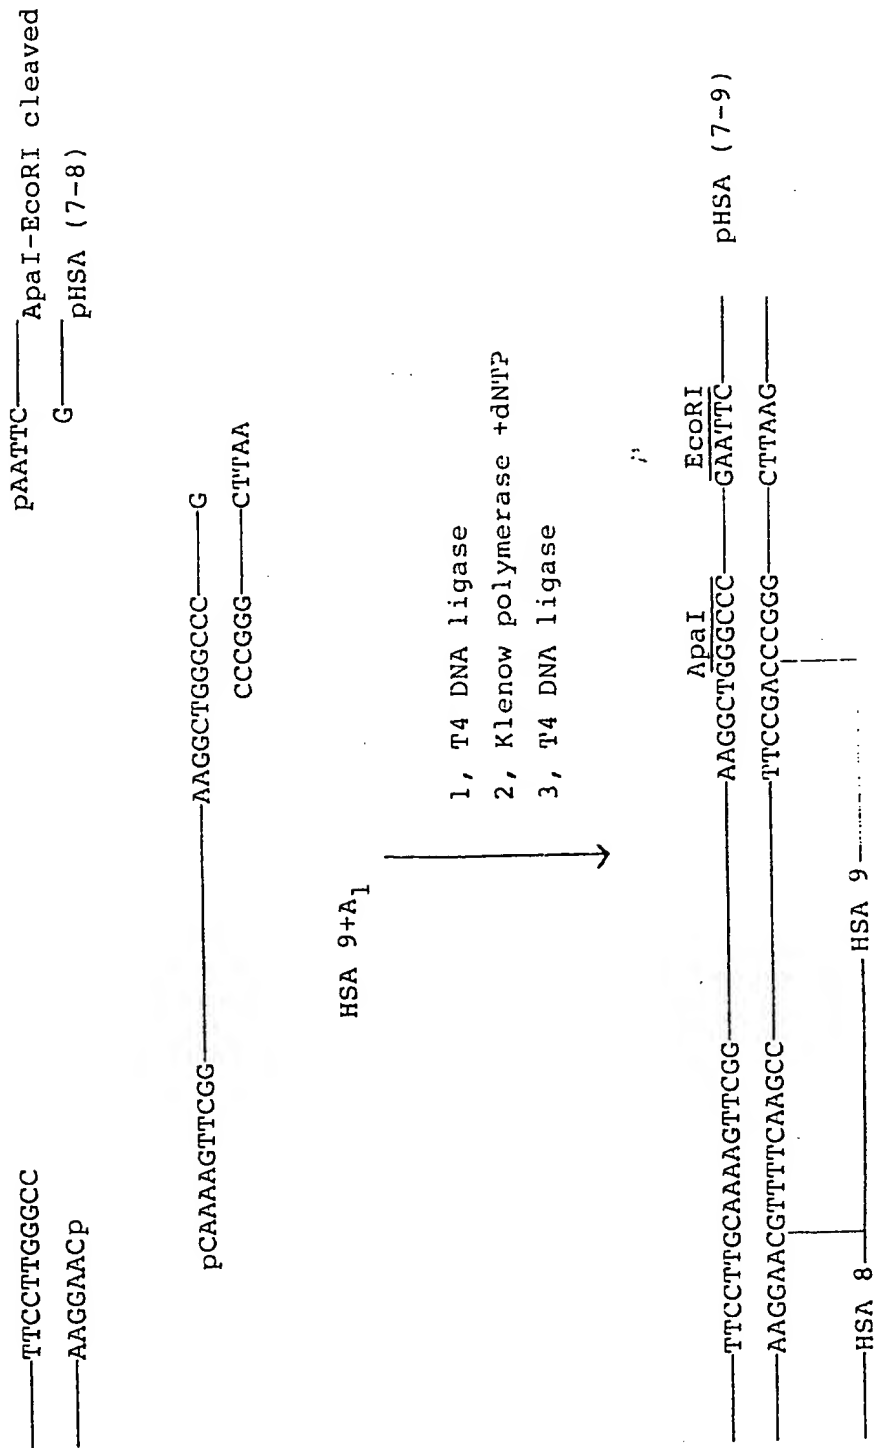 pAATTC ApaI-EcoRI cleaved
G pHSA (7-8)
TTCCTTGGGCC
AAGGAACp
pCAAAAGTTCGG AAGGCTGGGCCC G
CCCGGG CTTAA
HSA 9+A1
1, T4 DNA ligase
2, Klenow polymerase +dNTP
3, T4 DNA ligase
ApaI EcoRI
TTCCTTGCAAAAGTTCGG AAGGCTGGGCCC GAATTC pHSA (7-9)
AAGGAACGTTTTCAAGCC TTCCGACCCGGG CTTAAG
HSA 8 HSA 9